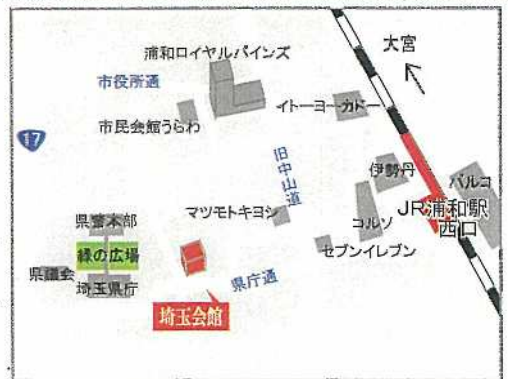 大宮
浦和ロイヤルパインズ
市役所通
イトーヨーカドー
市民会館うらわ
17
旧中山道
伊勢丹
パルコ
マツモトキヨシ
JR浦和駅
西口
県警本部
コルソ
セブンイレブン
緑の広場
県議会
県庁通
埼玉県庁
埼玉会館